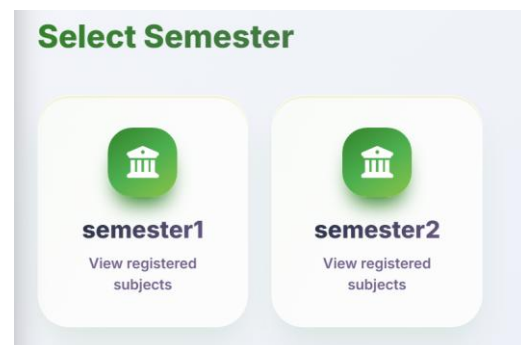 Select Semester
semester1
View registered
subjects
semester2
View registered
subjects